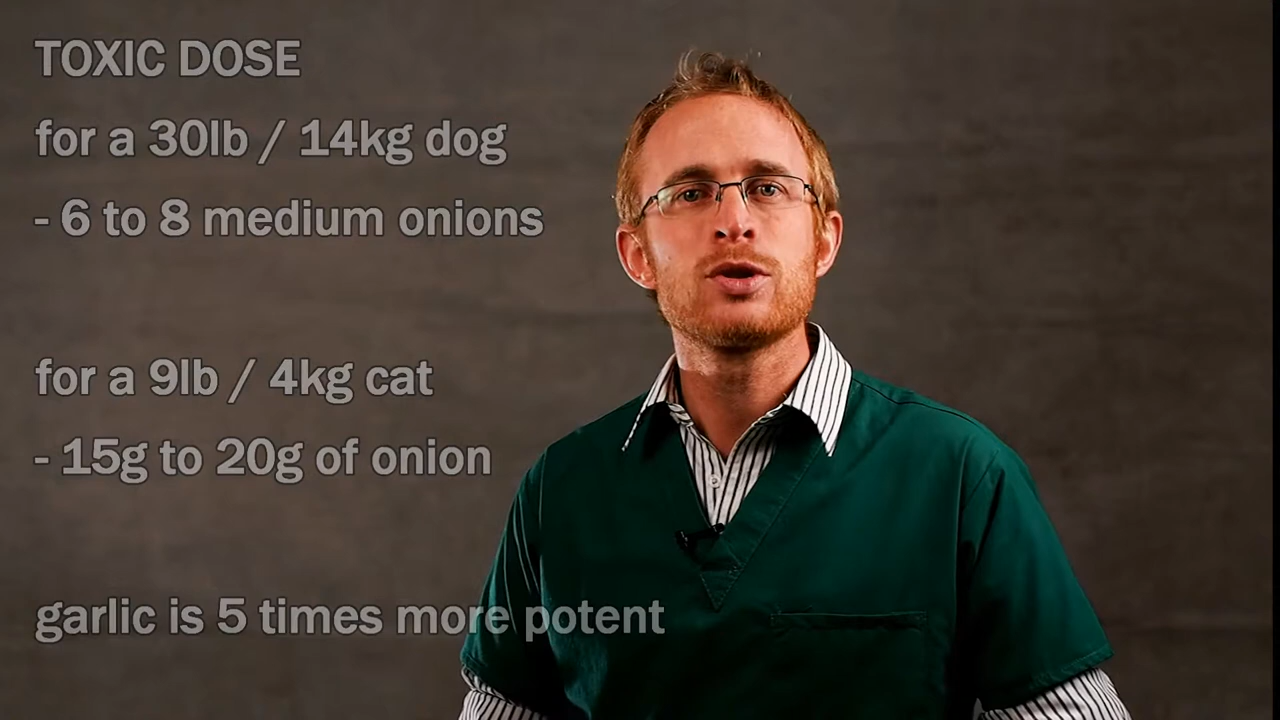 TOXIC DOSE
for a 30lb / 14kg dog
- 6 to 8 medium onions
for a 9lb / 4kg cat
- 15g to 20g of onion
garlic is 5 times more potent